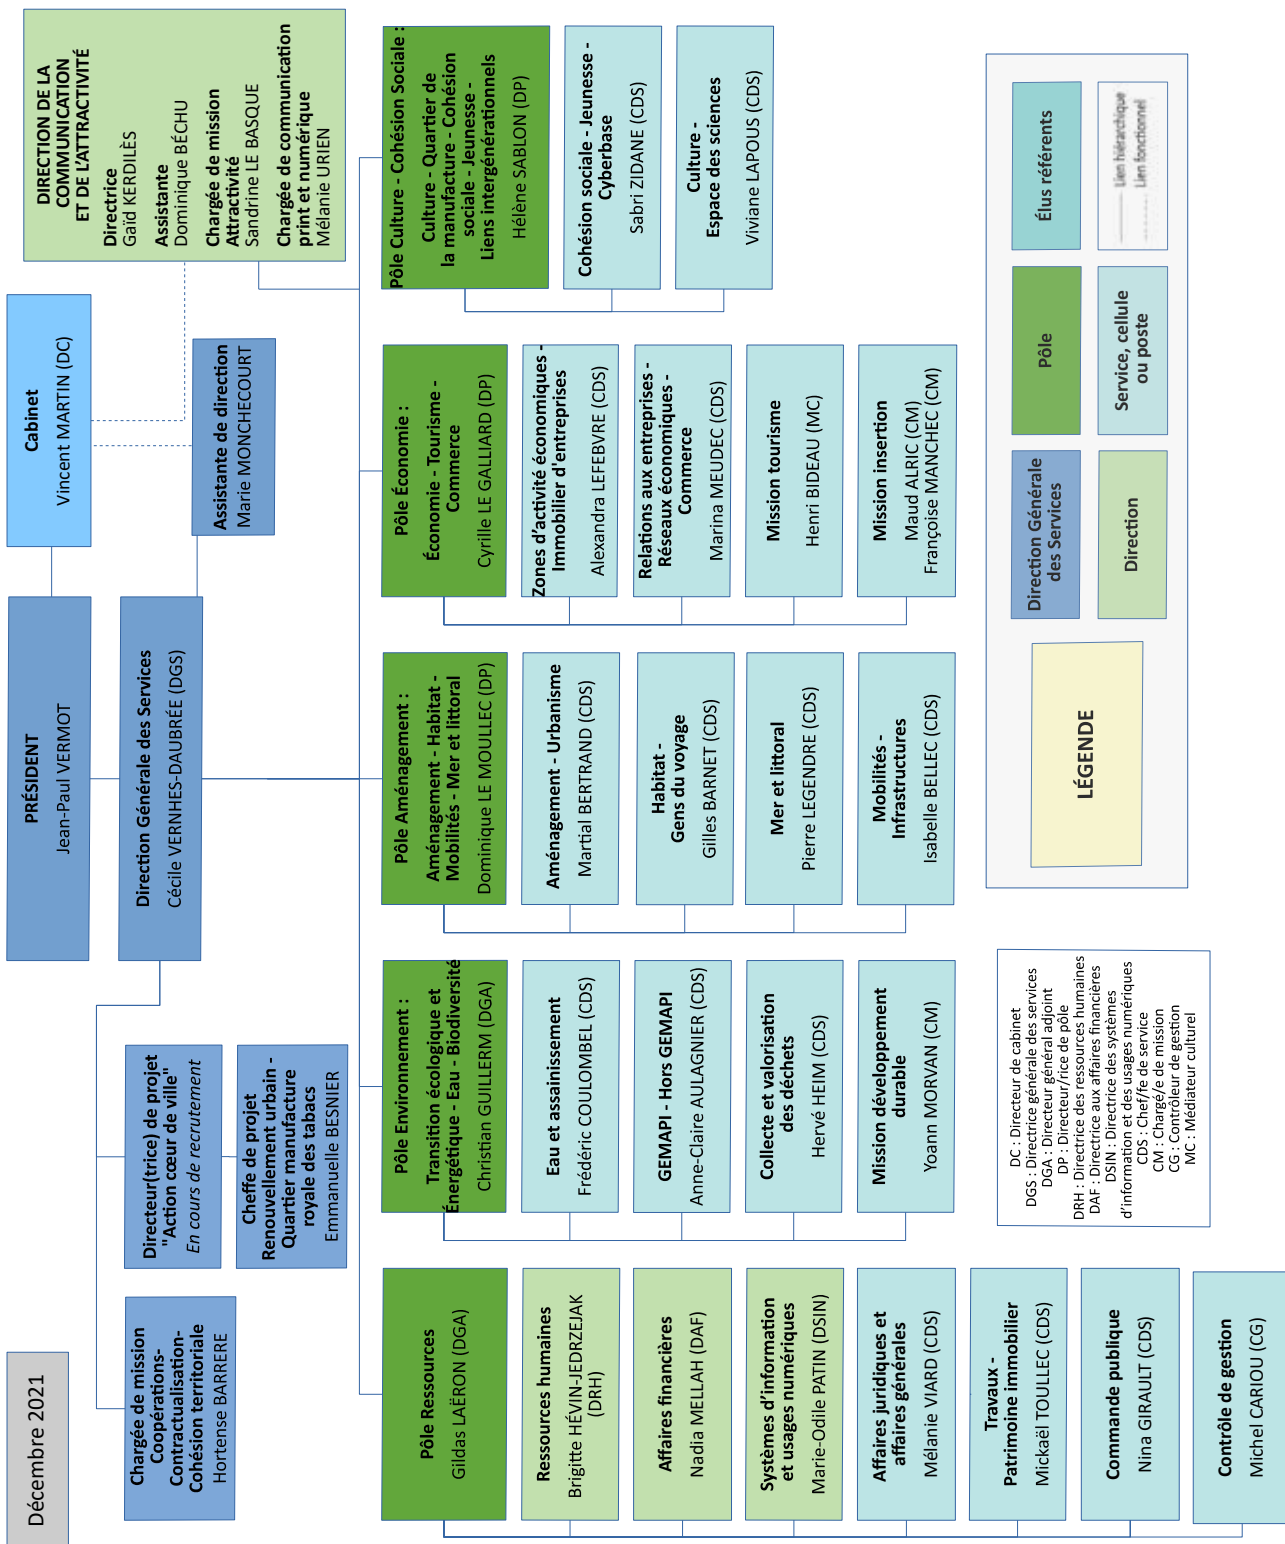 Décembre 2021
PRÉSIDENT
Jean-Paul VERMOT
Cabinet
Vincent MARTIN (DC)
DIRECTION DE LA
COMMUNICATION
ET DE L'ATTRACTIVITÉ
Directrice
Gaïd KERDILÈS
Assistante
Dominique BÉCHU
Chargée de mission
Attractivité
Sandrine LE BASQUE
Chargée de communication
print et numérique
Mélanie URIEN
Direction Générale des Services
Cécile VERNHES-DAUBRÉE (DGS)
Assistante de direction
Marie MONCHECOURT
Chargée de mission
Coopérations-
Contractualisation-
Cohésion territoriale
Hortense BARRERE
Directeur(trice) de projet
"Action cœur de ville"
En cours de recrutement
Cheffe de projet
Renouvellement urbain -
Quartier manufacture
royale des tabacs
Emmanuelle BESNIER
Pôle Ressources
Gildas LAËRON (DGA)
Ressources humaines
Brigitte HÉVIN-JEDRZEJAK
(DRH)
Affaires financières
Nadia MELLAH (DAF)
Systèmes d'information
et usages numériques
Marie-Odile PATIN (DSIN)
Affaires juridiques et
affaires générales
Mélanie VIARD (CDS)
Travaux -
Patrimoine immobilier
Mickaël TOULLEC (CDS)
Commande publique
Nina GIRAULT (CDS)
Contrôle de gestion
Michel CARIOU (CG)
Pôle Environnement :
Transition écologique et
Énergétique - Eau - Biodiversité
Christian GUILLERM (DGA)
Eau et assainissement
Frédéric COULOMBEL (CDS)
GEMAPI - Hors GEMAPI
Anne-Claire AULAGNIER (CDS)
Collecte et valorisation
des déchets
Hervé HEIM (CDS)
Mission développement
durable
Yoann MORVAN (CM)
Pôle Aménagement :
Aménagement - Habitat -
Mobilités - Mer et littoral
Dominique LE MOULLEC (DP)
Aménagement - Urbanisme
Martial BERTRAND (CDS)
Habitat -
Gens du voyage
Gilles BARNET (CDS)
Mer et littoral
Pierre LEGENDRE (CDS)
Mobilités -
Infrastructures
Isabelle BELLEC (CDS)
Pôle Économie :
Économie - Tourisme -
Commerce
Cyrille LE GALLIARD (DP)
Zones d'activité économiques -
Immobilier d'entreprises
Alexandra LEFEBVRE (CDS)
Relations aux entreprises -
Réseaux économiques -
Commerce
Marina MEUDEC (CDS)
Mission tourisme
Henri BIDEAU (MC)
Mission insertion
Maud ALRIC (CM)
Françoise MANCHEC (CM)
Pôle Culture - Cohésion Sociale :
Culture - Quartier de
la manufacture - Cohésion
sociale - Jeunesse -
Liens intergénérationnels
Hélène SABLON (DP)
Cohésion sociale - Jeunesse -
Cyberbase
Sabri ZIDANE (CDS)
Culture -
Espace des sciences
Viviane LAPOUS (CDS)
DC : Directeur de cabinet
DGS : Directrice générale des services
DGA : Directeur général adjoint
DP : Directeur/rice de pôle
DRH : Directrice des ressources humaines
DAF : Directrice aux affaires financières
DSIN : Directrice des systèmes
d'information et des usages numériques
CDS : Chef/fe de service
CM : Chargé/e de mission
CG : Contrôleur de gestion
MC : Médiateur culturel
LÉGENDE
Direction Générale
des Services
Pôle
Élus référents
Direction
Service, cellule
ou poste
Lien hiérarchique
Lien fonctionnel